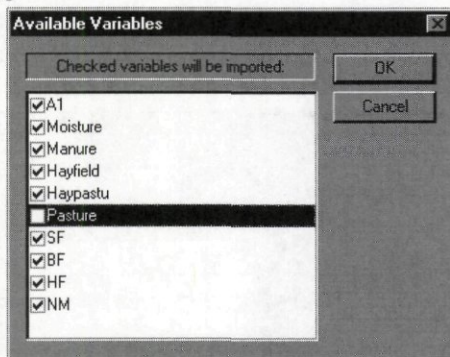 Available Variables
Checked variables will be imported:
OK
Cancel
A1
Moisture
Manure
Hayfield
Haypastu
Pasture
SF
BF
HF
NM